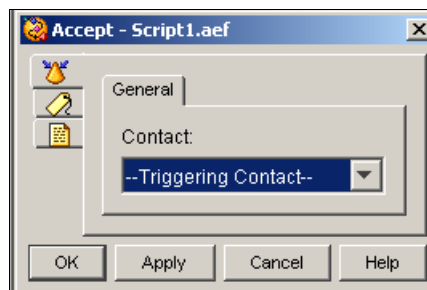 Accept - Script1.aef
General
Contact:
--Triggering Contact--
OK Apply Cancel Help